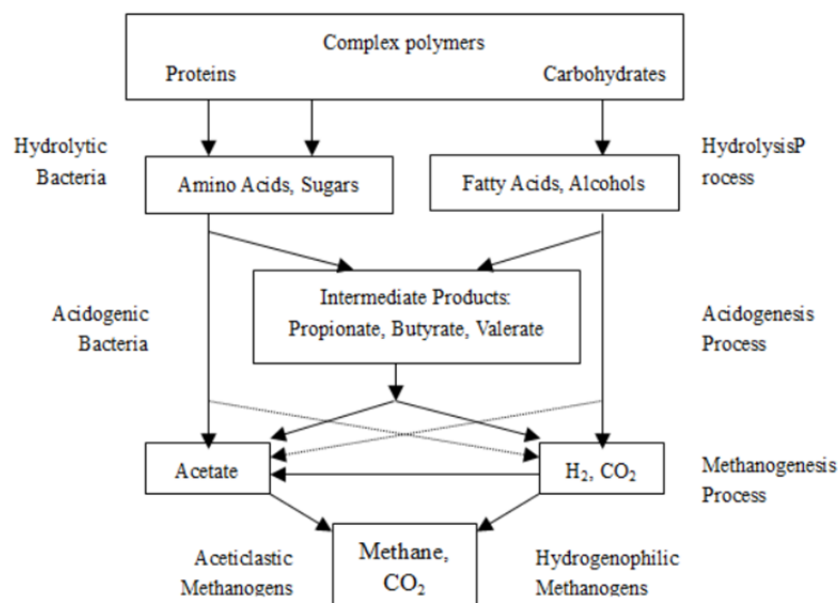 Complex polymers
Proteins
Carbohydrates
Hydrolytic
Bacteria
Amino Acids, Sugars
Fatty Acids, Alcohols
HydrolysisP
rocess
Intermediate Products:
Propionate, Butyrate, Valerate
Acidogenic
Bacteria
Acidogenesis
Process
Acetate
H₂, CO₂
Methanogenesis
Process
Aceticlastic
Methanogens
Methane,
CO₂
Hydrogenophilic
Methanogens